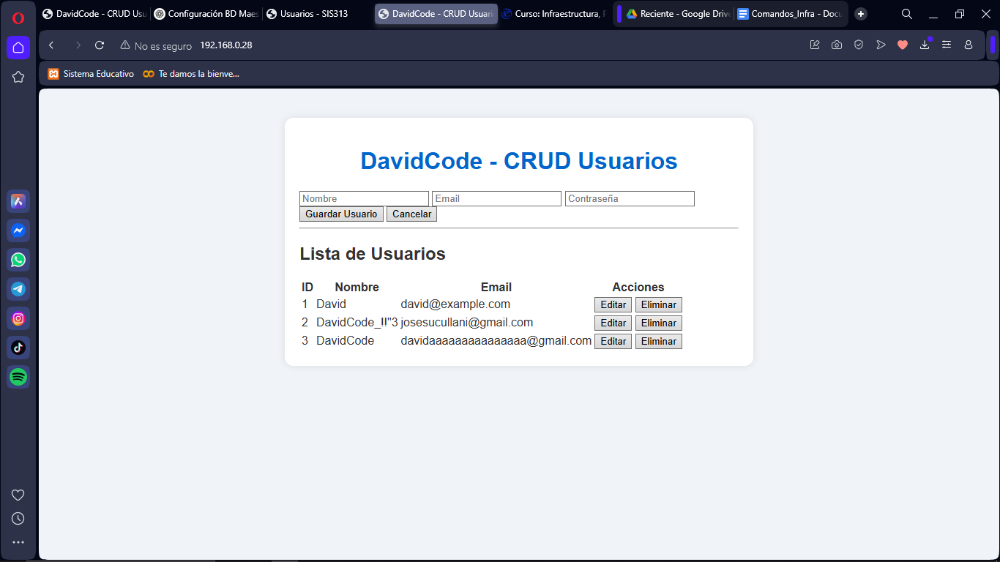 DavidCode - CRUD Usu
Configuración BD Maes
Usuarios - SIS313
DavidCode - CRUD Usuari
Curso: Infraestructura, P
Reciente - Google Drive
Comandos_Infra - Docu
No es seguro 192.168.0.28
Sistema Educativo
Te damos la bienve...
DavidCode - CRUD Usuarios
Nombre Email Contraseña
Guardar Usuario Cancelar
Lista de Usuarios
ID Nombre Email Acciones
1 David david@example.com Editar Eliminar
2 DavidCode_!!"3 josesucullani@gmail.com Editar Eliminar
3 DavidCode davidaaaaaaaaaaaaaaa@gmail.com Editar Eliminar